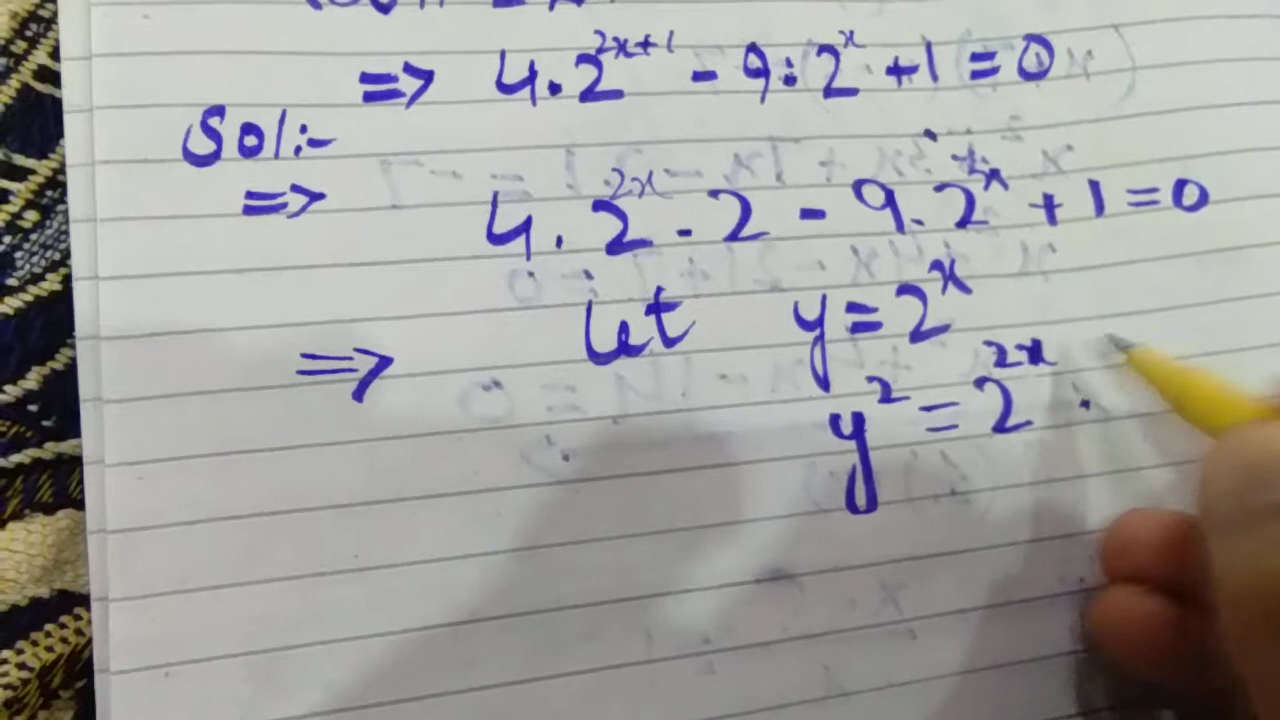 => 4.2^{2x+1} - 9:2^x + 1 = 0
Sol:-
=> 4.2^{2x} . 2 - 9.2^x + 1 = 0
=> let y = 2^x
y^2 = 2^{2x} .